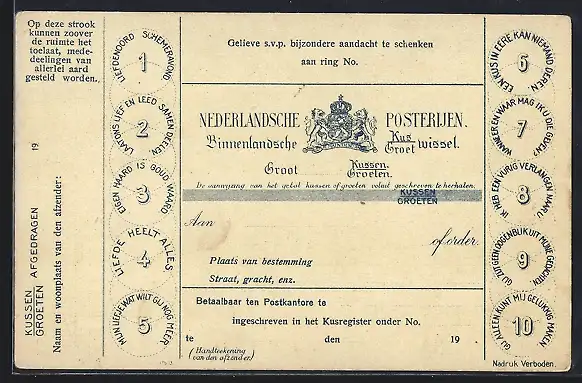 Op deze strook
kunnen zoover
de ruimte het
toelaat, mede-
deelingen van
allerlei aard
gesteld worden.
19
KUSSEN
GROETEN
AFGEDRAGEN
Naam en woonplaats van den afzender:
LIEFDENOORD SCHEMERAVOND
1
LAAT ONS LIEF EN LEED SAMEN DEELEN.
2
EIGEN HAARD IS GOUD WAARD
3
LIEFDE HEELT ALLES
4
MIJN LIEFJE WAT WILT GIJ NOG MEER
5
Gelieve s.v.p. bijzondere aandacht te schenken
aan ring No.
NEDERLANDSCHE POSTERIJEN.
Binnenlandsche Kus Groet wissel.
Groot Kussen. Groeten.
De aanvrager van het getal kussen of groeten voluit geschreven te herhalen.
KUSSEN
GROETEN
Aan
of order.
Plaats van bestemming
Straat, gracht, enz.
Betaalbaar ten Postkantore te
ingeschreven in het Kusregister onder No.
te den 19
(Handteekening
van den afzender)
EEN KUS IN EERE KAN NIEMAND DEREN
6
WANNEER EN WAAR MAG IK U DIE GEVEN?
7
IK HEB EEN VURIG VERLANGEN NAAR U
8
GIJ ZIJT GEEN OOGENBLIK UIT MIJNE GEDACHTEN
9
GIJ ALLEEN KUNT MIJ GELUKKIG MAKEN
10
Nadruk Verboden.